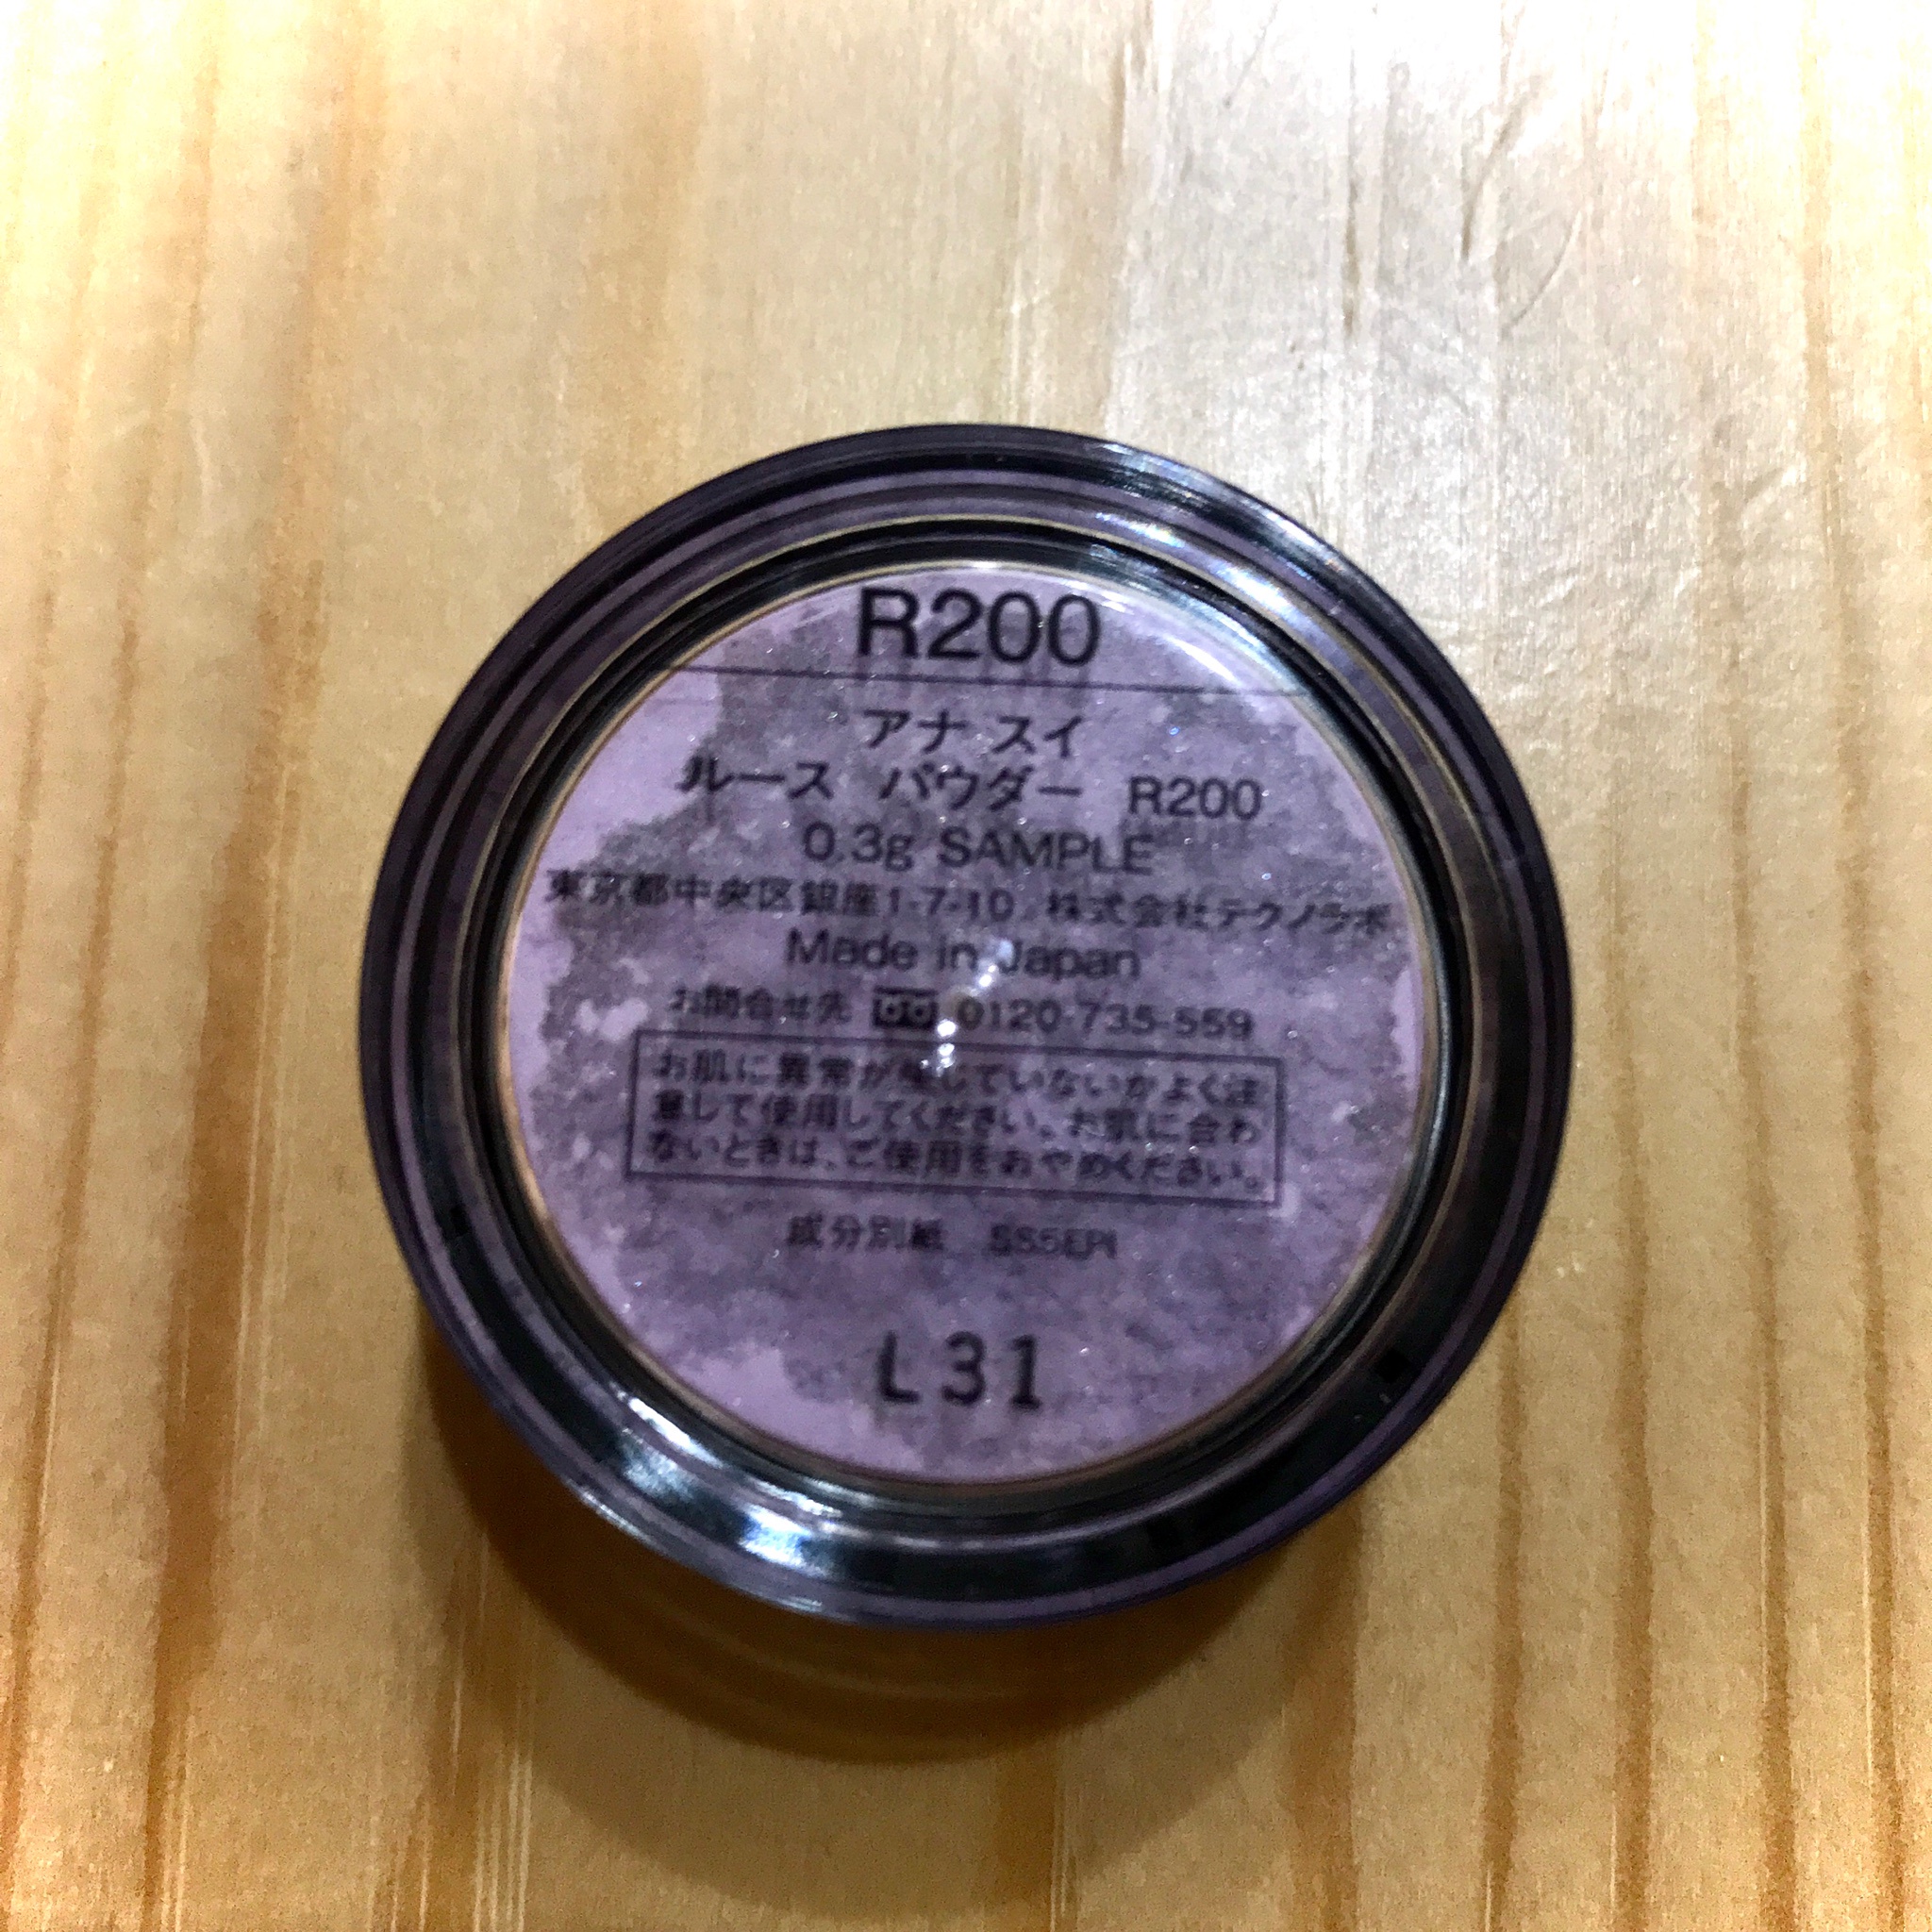 R200
アナ スイ
ルース パウダー R200
0.3g SAMPLE
東京都中央区銀座1-7-10 株式会社テクノラボ
Made in Japan
お問合せ先 0120-735-559
お肌に異常が生じていないかよく注
意して使用してください。お肌に合わ
ないときは、ご使用をおやめください。
成分別紙 SS5EPI
L31